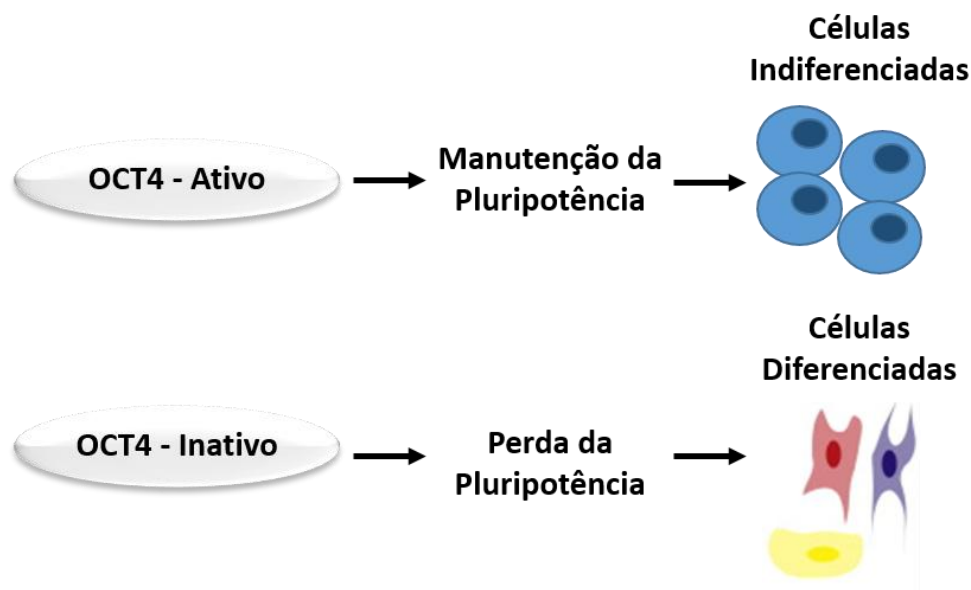 Células
Indiferenciadas
OCT4 - Ativo
Manutenção da
Pluripotência
Células
Diferenciadas
OCT4 - Inativo
Perda da
Pluripotência